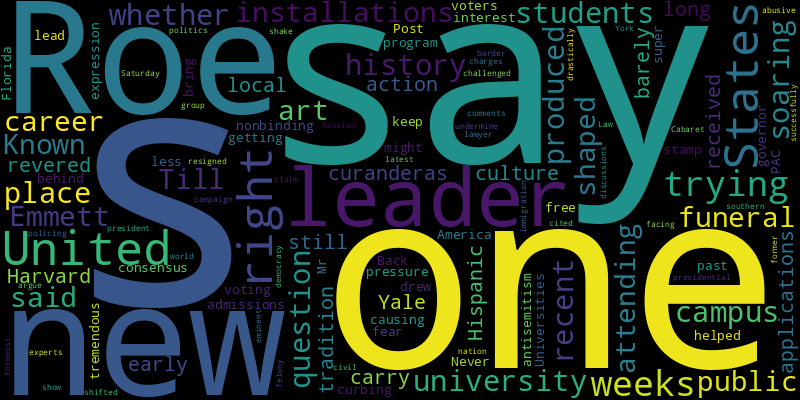 Roe
say
S
one
new
leader
right
United
States
history
installations
students
whether
soaring
long
voters
interest
Post
program
action
art
local
career
Known
revered
place
Emmett
Till
said
Harvard
consensus
question
still
tradition
curanderas
culture
shaped
produced
barely
super
received
stamp
governor
PAC
trying
funeral
campus
public
weeks
university
carry
curbing
Hispanic
America
Yale
pressure
causing
fear
drew
Back
Mr
free
cited
recent
attending
applications
past
presidential
helped
former
facing
southern
Law
Cabaret
York
drastically
discussions
immigration
antisemitism
Universities
Never
nation
civil
felony
eminent
democracy
voting
admissions
early
tremendous
shifted
show
experts
foremost
argue
policing
president
world
behind
less
resigned
campaign
claim
nonbinding
getting
keep
might
latest
Russian
undermine
lawyer
comments
challenged
charges
border
shake
politics
Saturday
group
bring
expression
Florida
lead
abusive
successfully